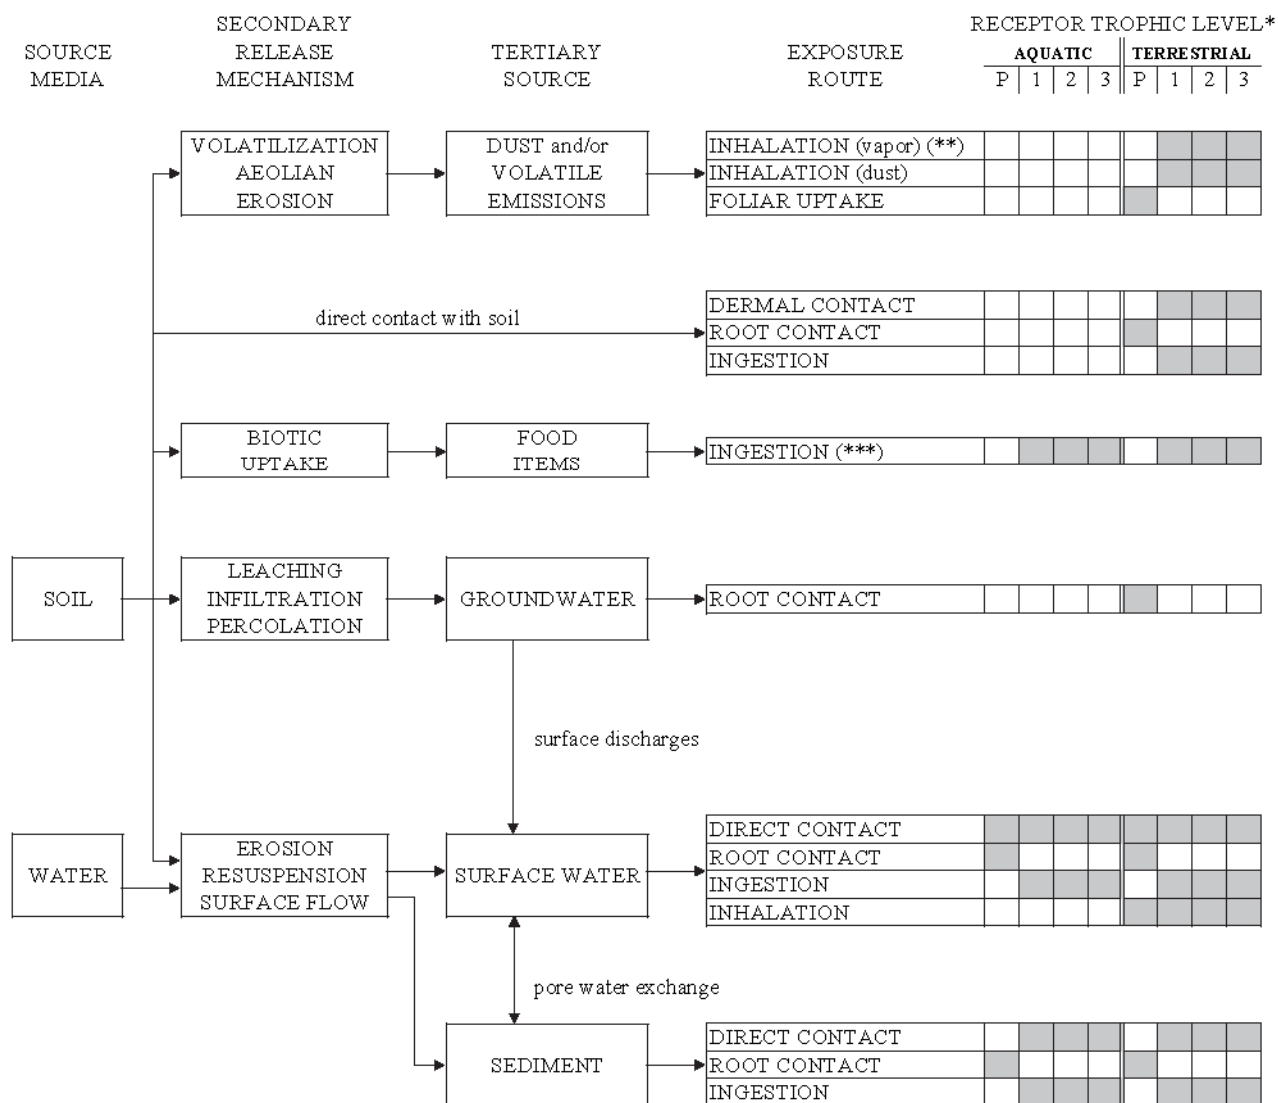 RECEPTOR TROPHIC LEVEL*
SOURCE
MEDIA
SECONDARY
RELEASE
MECHANISM
TERTIARY
SOURCE
EXPOSURE
ROUTE
AQUATIC TERRESTRIAL
P 1 2 3 P 1 2 3
VOLATILIZATION
AEOLIAN
EROSION
DUST and/or
VOLATILE
EMISSIONS
INHALATION (vapor) (**)
INHALATION (dust)
FOLIAR UPTAKE
direct contact with soil
DERMAL CONTACT
ROOT CONTACT
INGESTION
BIOTIC
UPTAKE
FOOD
ITEMS
INGESTION (***)
SOIL
LEACHING
INFILTRATION
PERCOLATION
GROUNDWATER
ROOT CONTACT
surface discharges
WATER
EROSION
RESUSPENSION
SURFACE FLOW
SURFACE WATER
DIRECT CONTACT
ROOT CONTACT
INGESTION
INHALATION
pore water exchange
SEDIMENT
DIRECT CONTACT
ROOT CONTACT
INGESTION